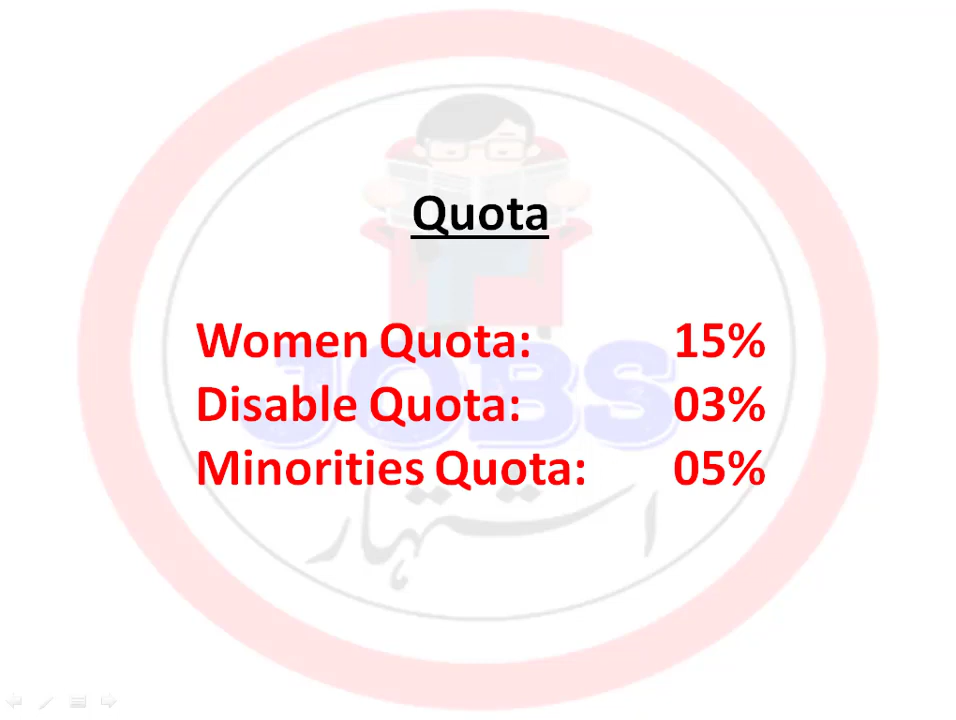 Quota
Women Quota: 15%
Disable Quota: 03%
Minorities Quota: 05%
JOBS
اشتہار